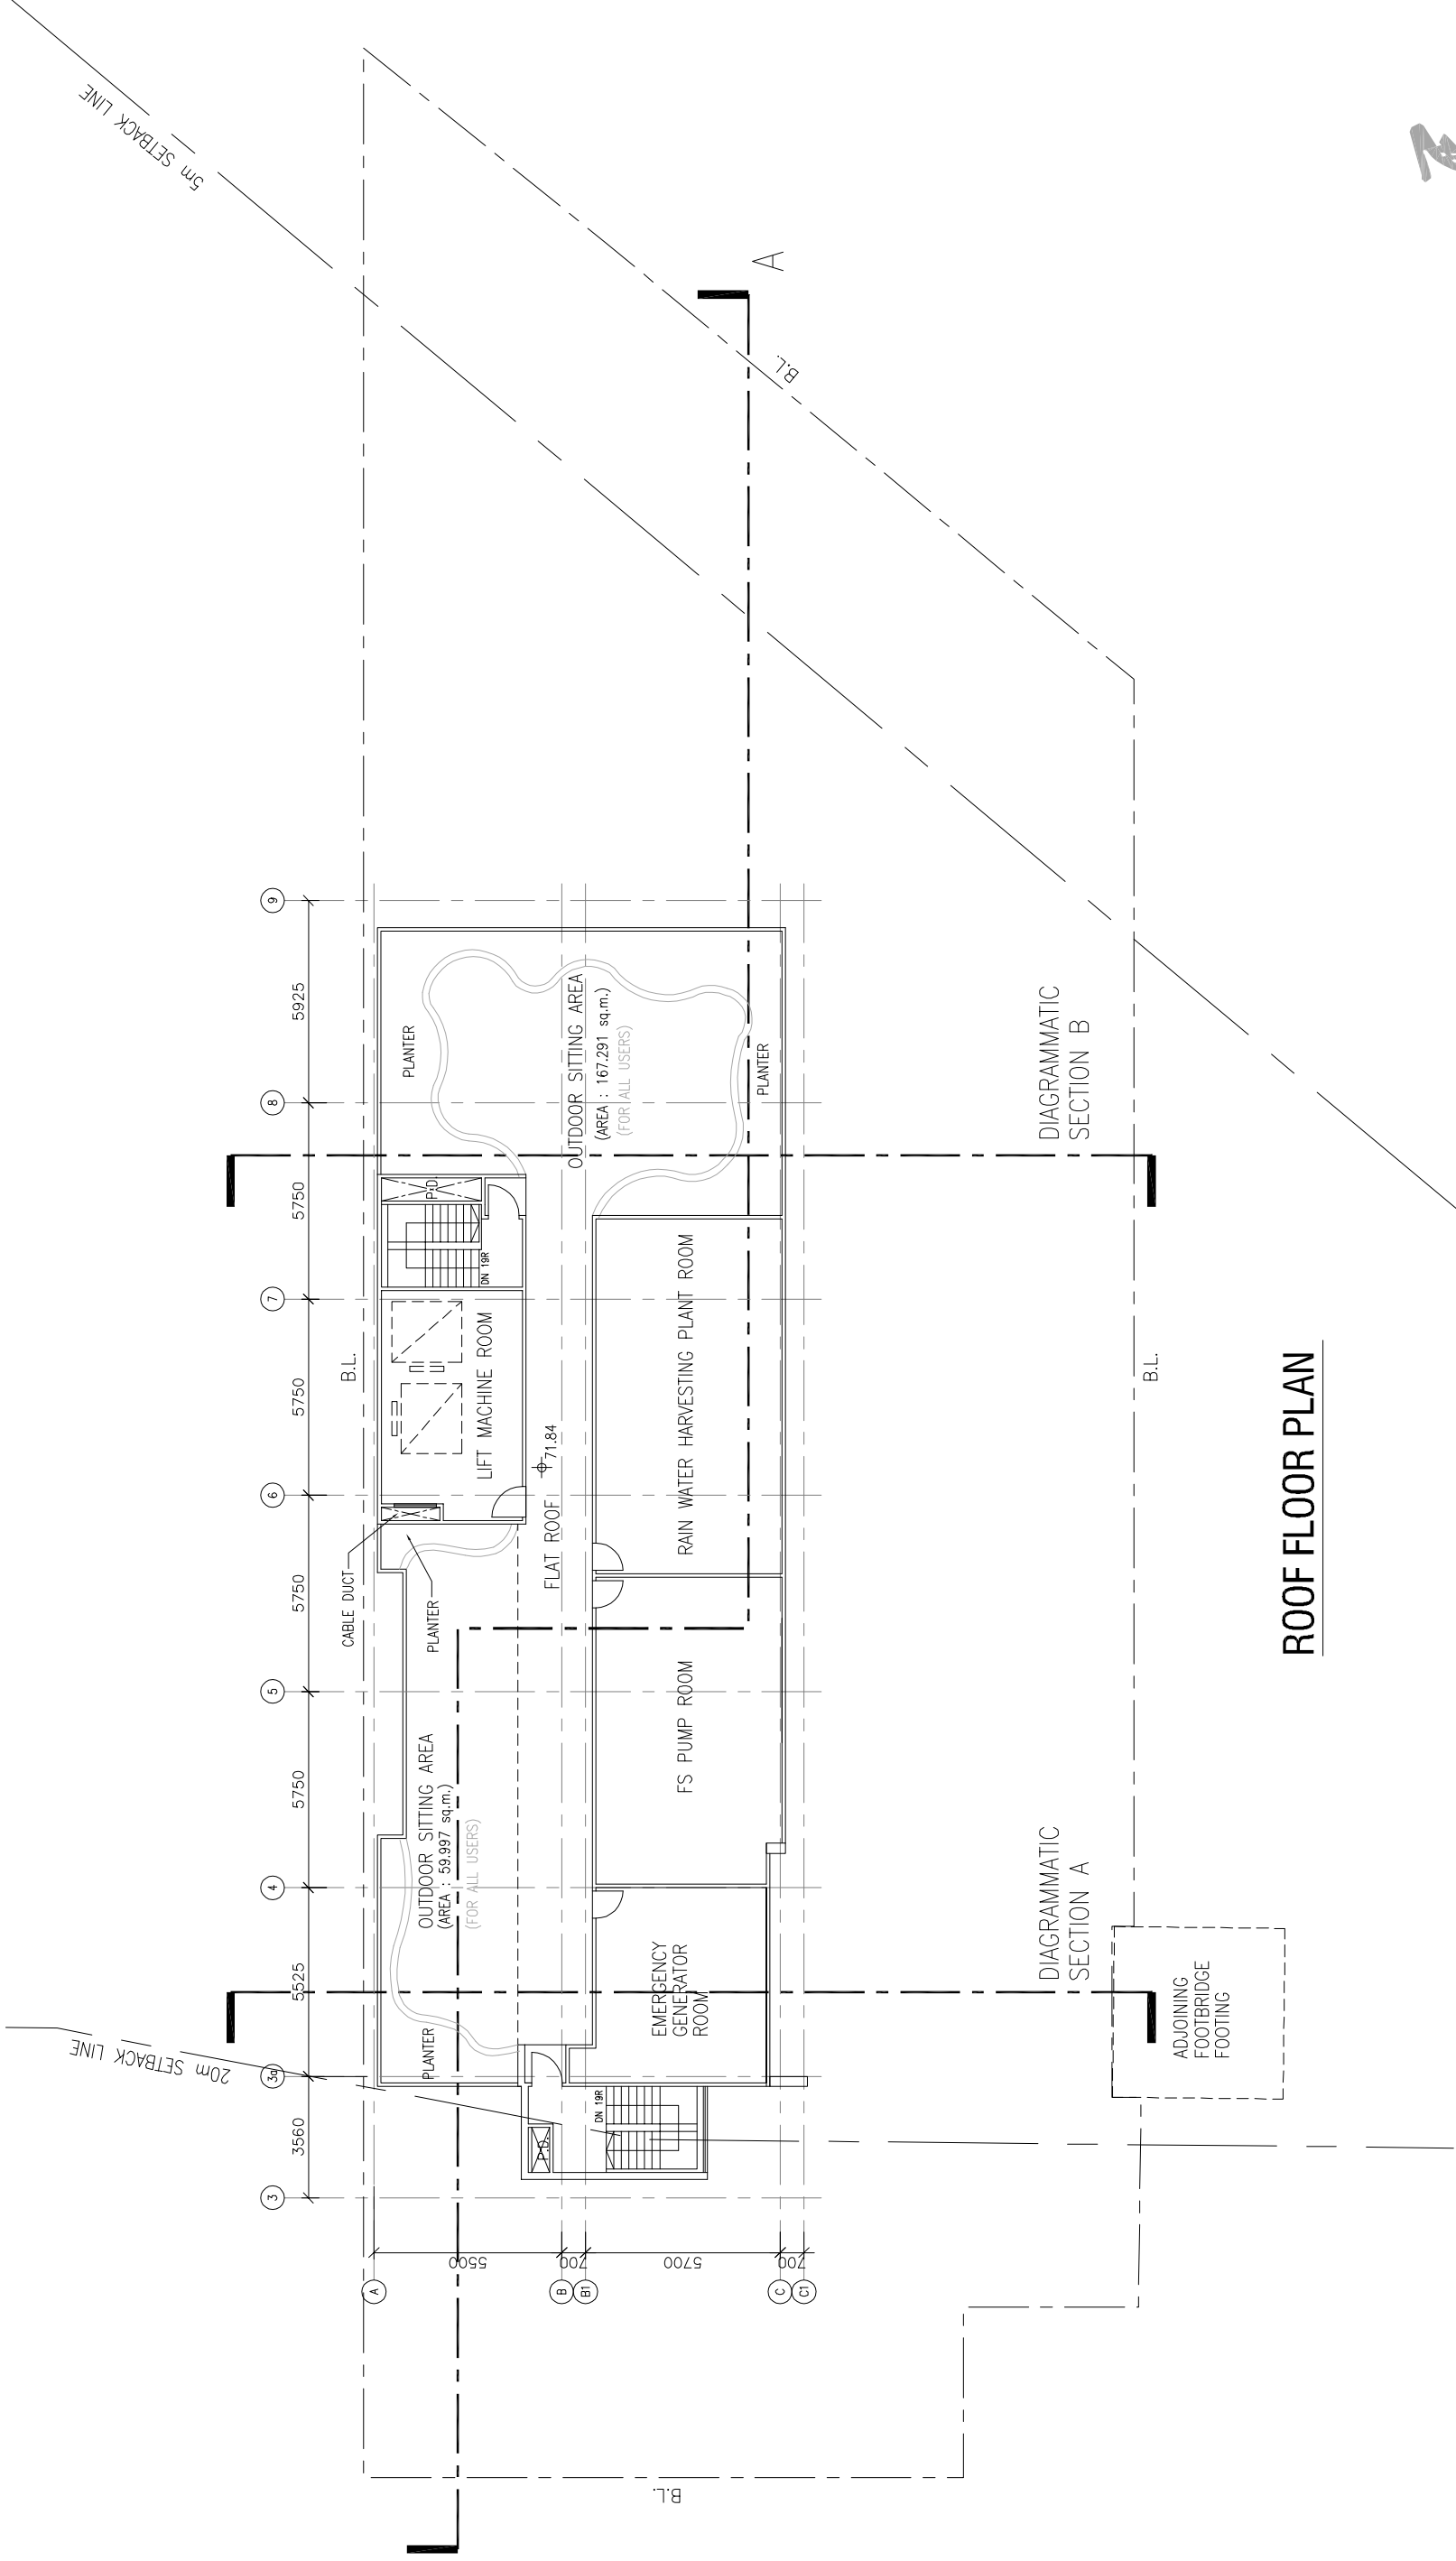 5m SETBACK LINE
20m SETBACK LINE
3
3a
4
5
6
7
8
9
3560
5525
5750
5750
5750
5750
5750
5925
A
B
B1
C
C1
5500
700
5700
700
B.L.
B.L.
B.L.
B.L.
A
CABLE DUCT
PLANTER
PLANTER
PLANTER
PLANTER
OUTDOOR SITTING AREA
(AREA : 59.997 sq.m.)
(FOR ALL USERS)
OUTDOOR SITTING AREA
(AREA : 167.291 sq.m.)
(FOR ALL USERS)
LIFT MACHINE ROOM
P.D.
DN 19R
FLAT ROOF
71.84
P.D.
DN 19R
EMERGENCY
GENERATOR
ROOM
FS PUMP ROOM
RAIN WATER HARVESTING PLANT ROOM
DIAGRAMMATIC
SECTION A
DIAGRAMMATIC
SECTION B
ADJOINING
FOOTBRIDGE
FOOTING
ROOF FLOOR PLAN